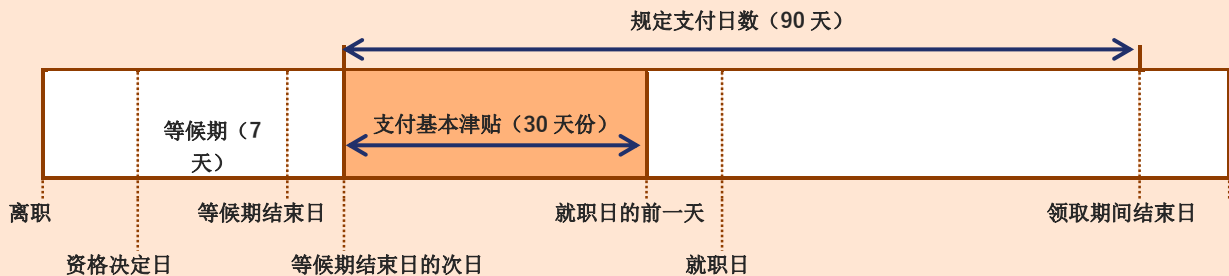 规定支付日数（90 天）
支付基本津贴（30 天份）
等候期（7
天）
离职
等候期结束日
就职日的前一天
领取期间结束日
资格决定日
等候期结束日的次日
就职日